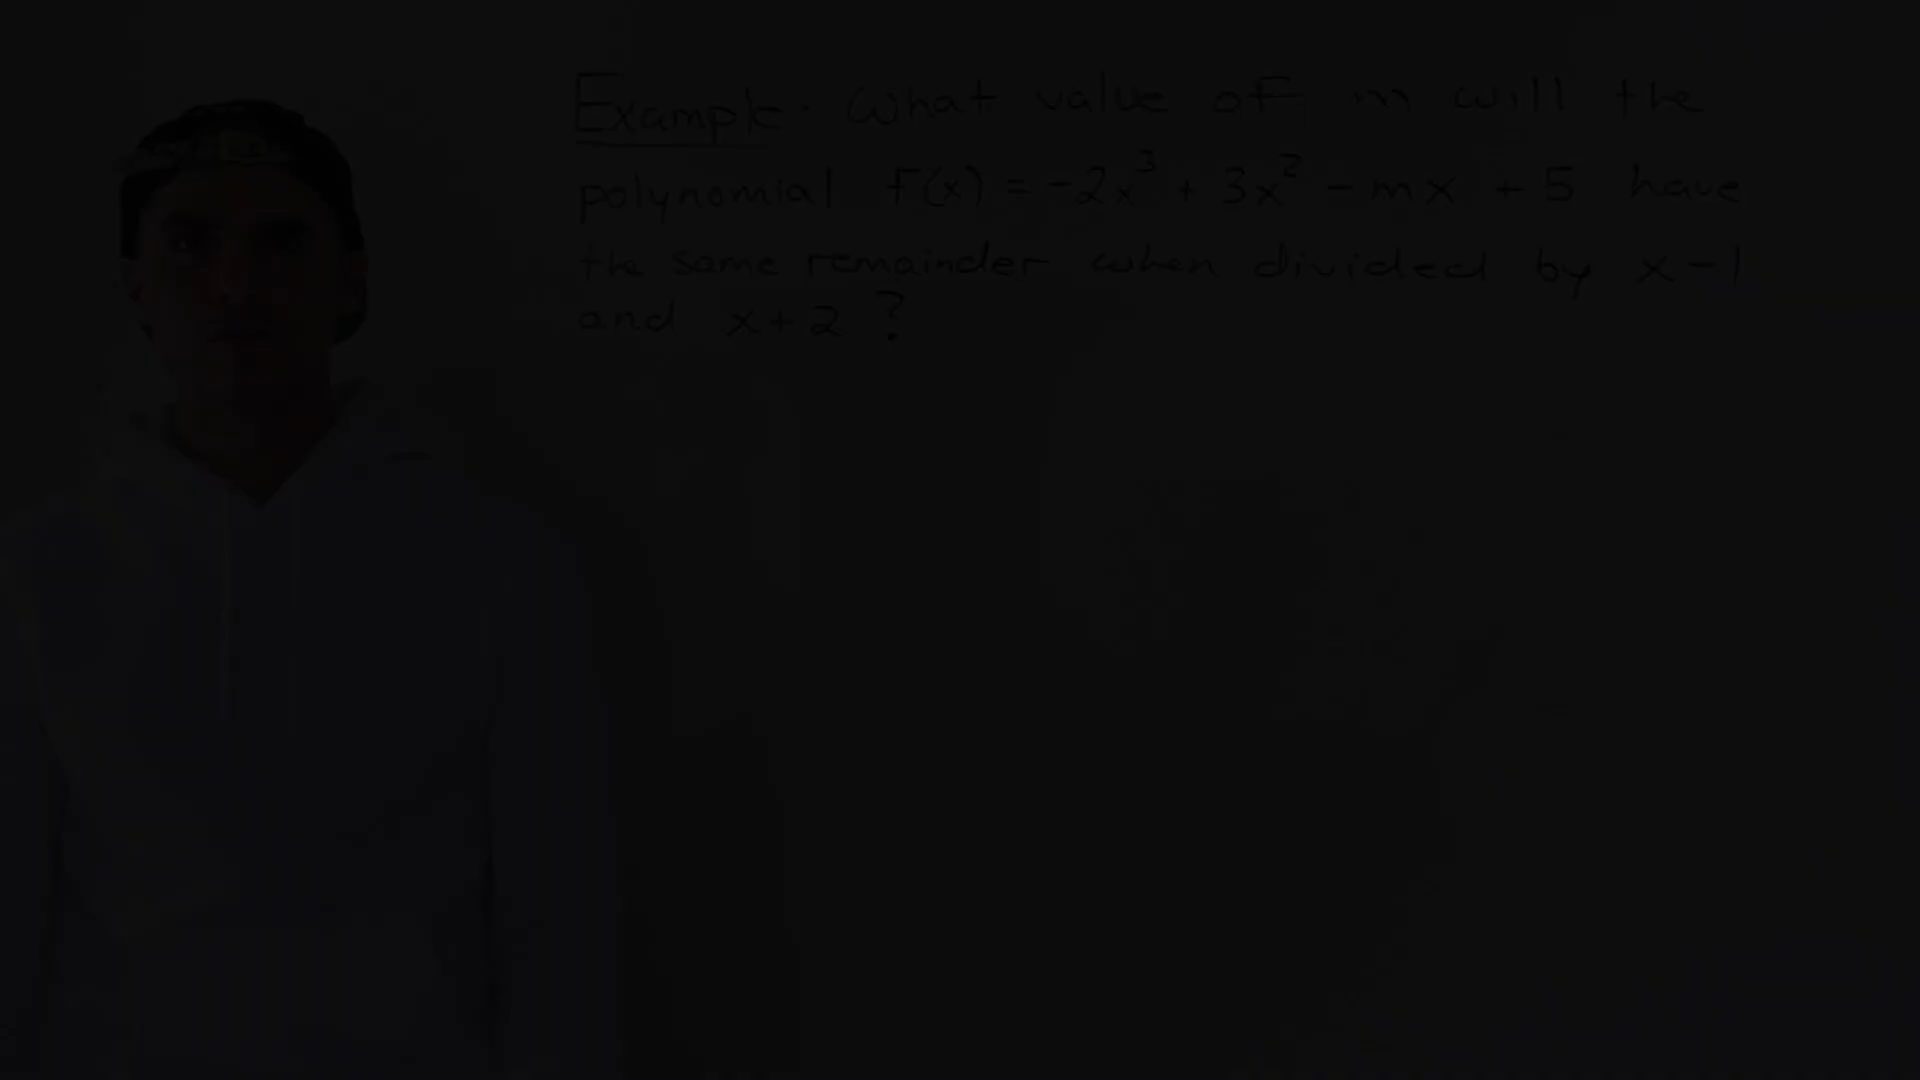 Example: What value of m will the
polynomial f(x) = -2x³ + 3x² - mx + 5 have
the same remainder when divided by x-1
and x+2 ?